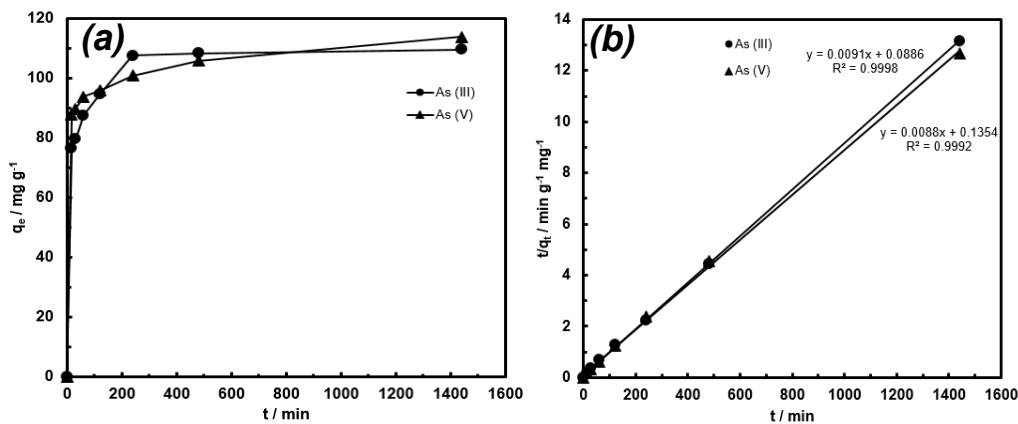 (a)
120
100
80
60
40
20
0
qₑ / mg g⁻¹
As (III)
As (V)
0 200 400 600 800 1000 1200 1400 1600
t / min
(b)
14
12
10
8
6
4
2
0
t/qₜ / min g⁻¹ mg⁻¹
As (III)
As (V)
y = 0.0091x + 0.0886
R² = 0.9998
y = 0.0088x + 0.1354
R² = 0.9992
0 200 400 600 800 1000 1200 1400 1600
t / min